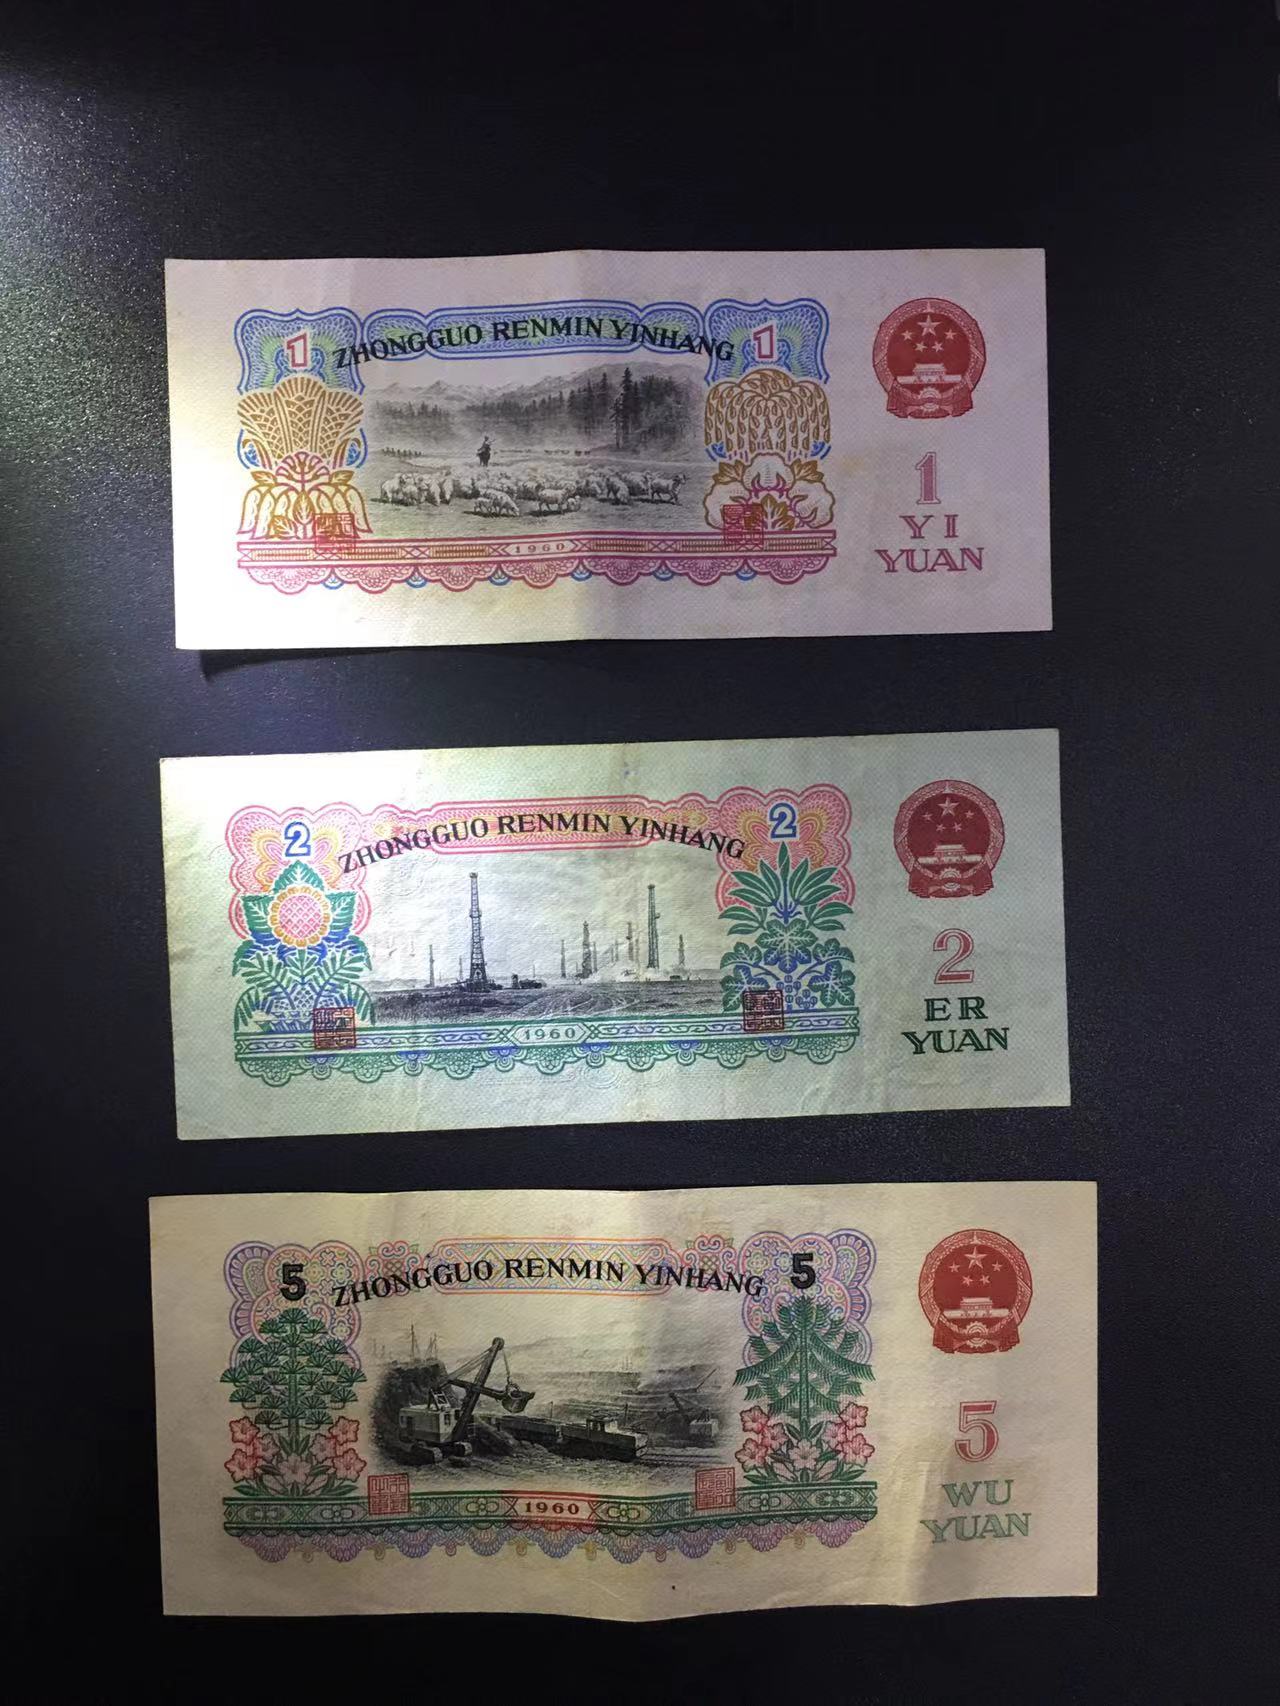 1 ZHONGGUO RENMIN YINHANG 1
1960
1
YI
YUAN
2 ZHONGGUO RENMIN YINHANG 2
1960
2
ER
YUAN
5 ZHONGGUO RENMIN YINHANG 5
1960
5
WU
YUAN